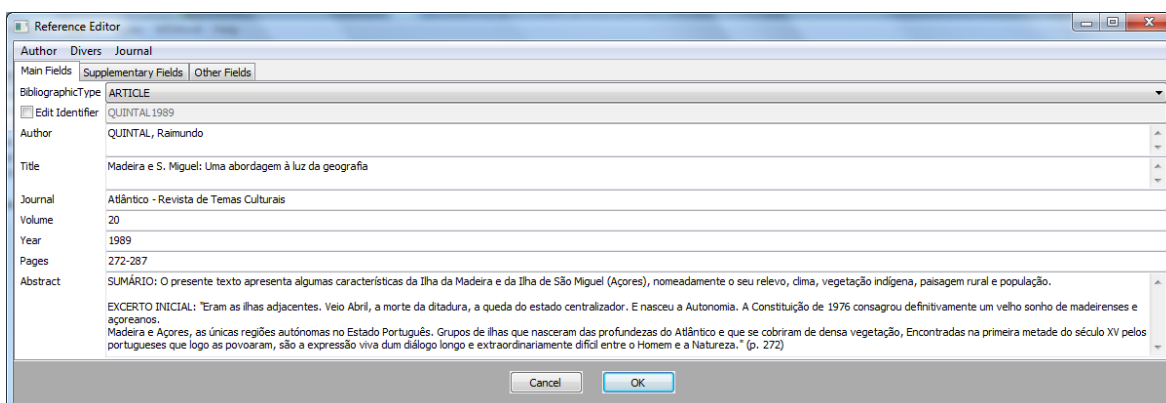 Reference Editor
Author Divers Journal
Main Fields Supplementary Fields Other Fields
BibliographicType ARTICLE
Edit Identifier QUINTAL1989
Author QUINTAL, Raimundo
Title Madeira e S. Miguel: Uma abordagem à luz da geografia
Journal Atlântico - Revista de Temas Culturais
Volume 20
Year 1989
Pages 272-287
Abstract SUMÁRIO: O presente texto apresenta algumas características da Ilha da Madeira e da Ilha de São Miguel (Açores), nomeadamente o seu relevo, clima, vegetação indígena, paisagem rural e população.
EXCERTO INICIAL: "Eram as ilhas adjacentes. Veio Abril, a morte da ditadura, a queda do estado centralizador. E nasceu a Autonomia. A Constituição de 1976 consagrou definitivamente um velho sonho de madeirenses e
açoreanos.
Madeira e Açores, as únicas regiões autónomas no Estado Português. Grupos de ilhas que nasceram das profundezas do Atlântico e que se cobriram de densa vegetação, Encontradas na primeira metade do século XV pelos
portugueses que logo as povoaram, são a expressão viva dum diálogo longo e extraordinariamente difícil entre o Homem e a Natureza." (p. 272)
Cancel OK